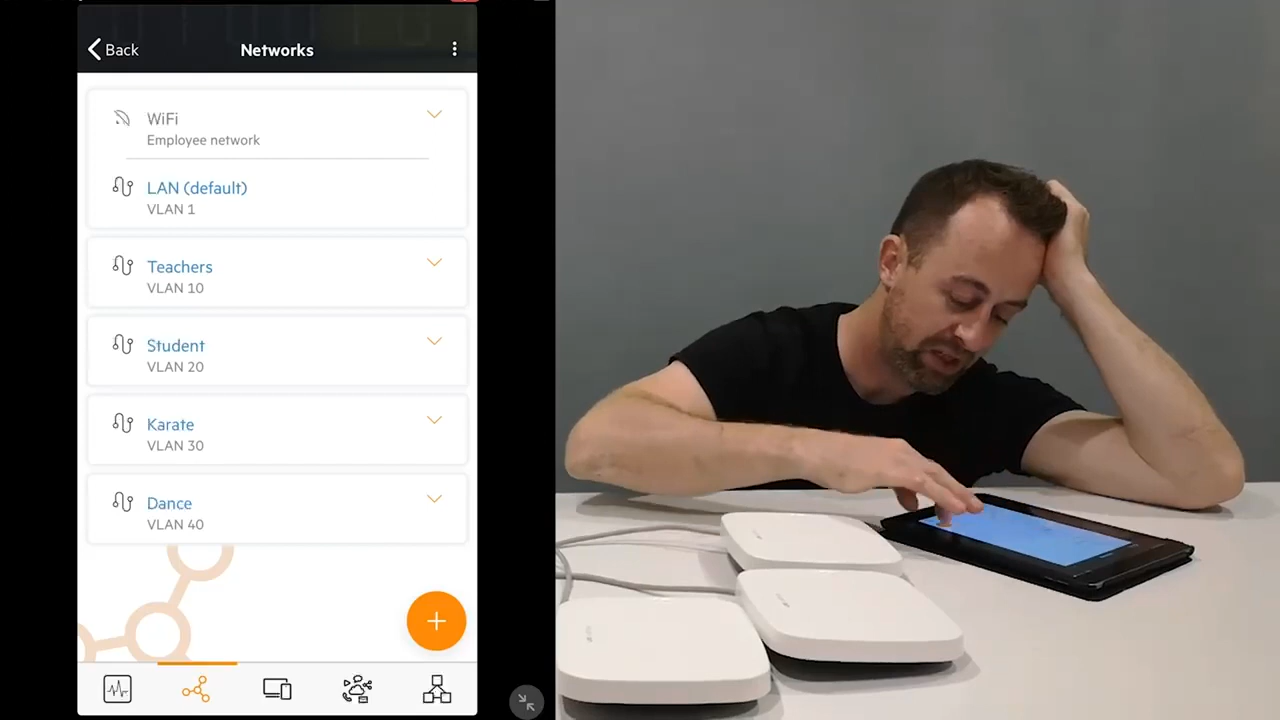 Back
Networks
WiFi
Employee network
LAN (default)
VLAN 1
Teachers
VLAN 10
Student
VLAN 20
Karate
VLAN 30
Dance
VLAN 40